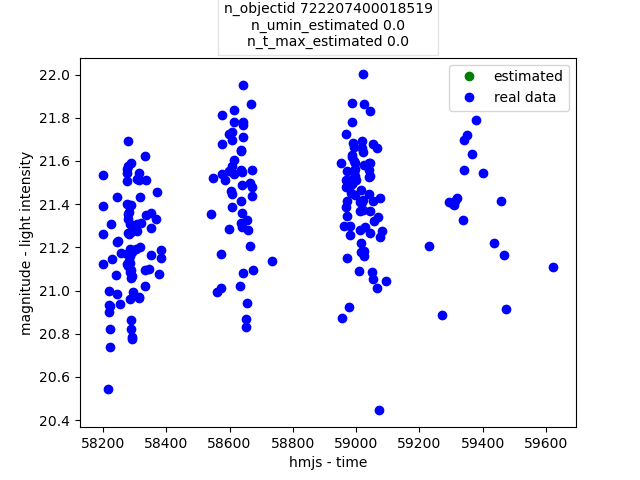 n_objectid 722207400018519
n_umin_estimated 0.0
n_t_max_estimated 0.0
estimated
real data
magnitude - light intensity
22.0
21.8
21.6
21.4
21.2
21.0
20.8
20.6
20.4
58200 58400 58600 58800 59000 59200 59400 59600
hmjs - time